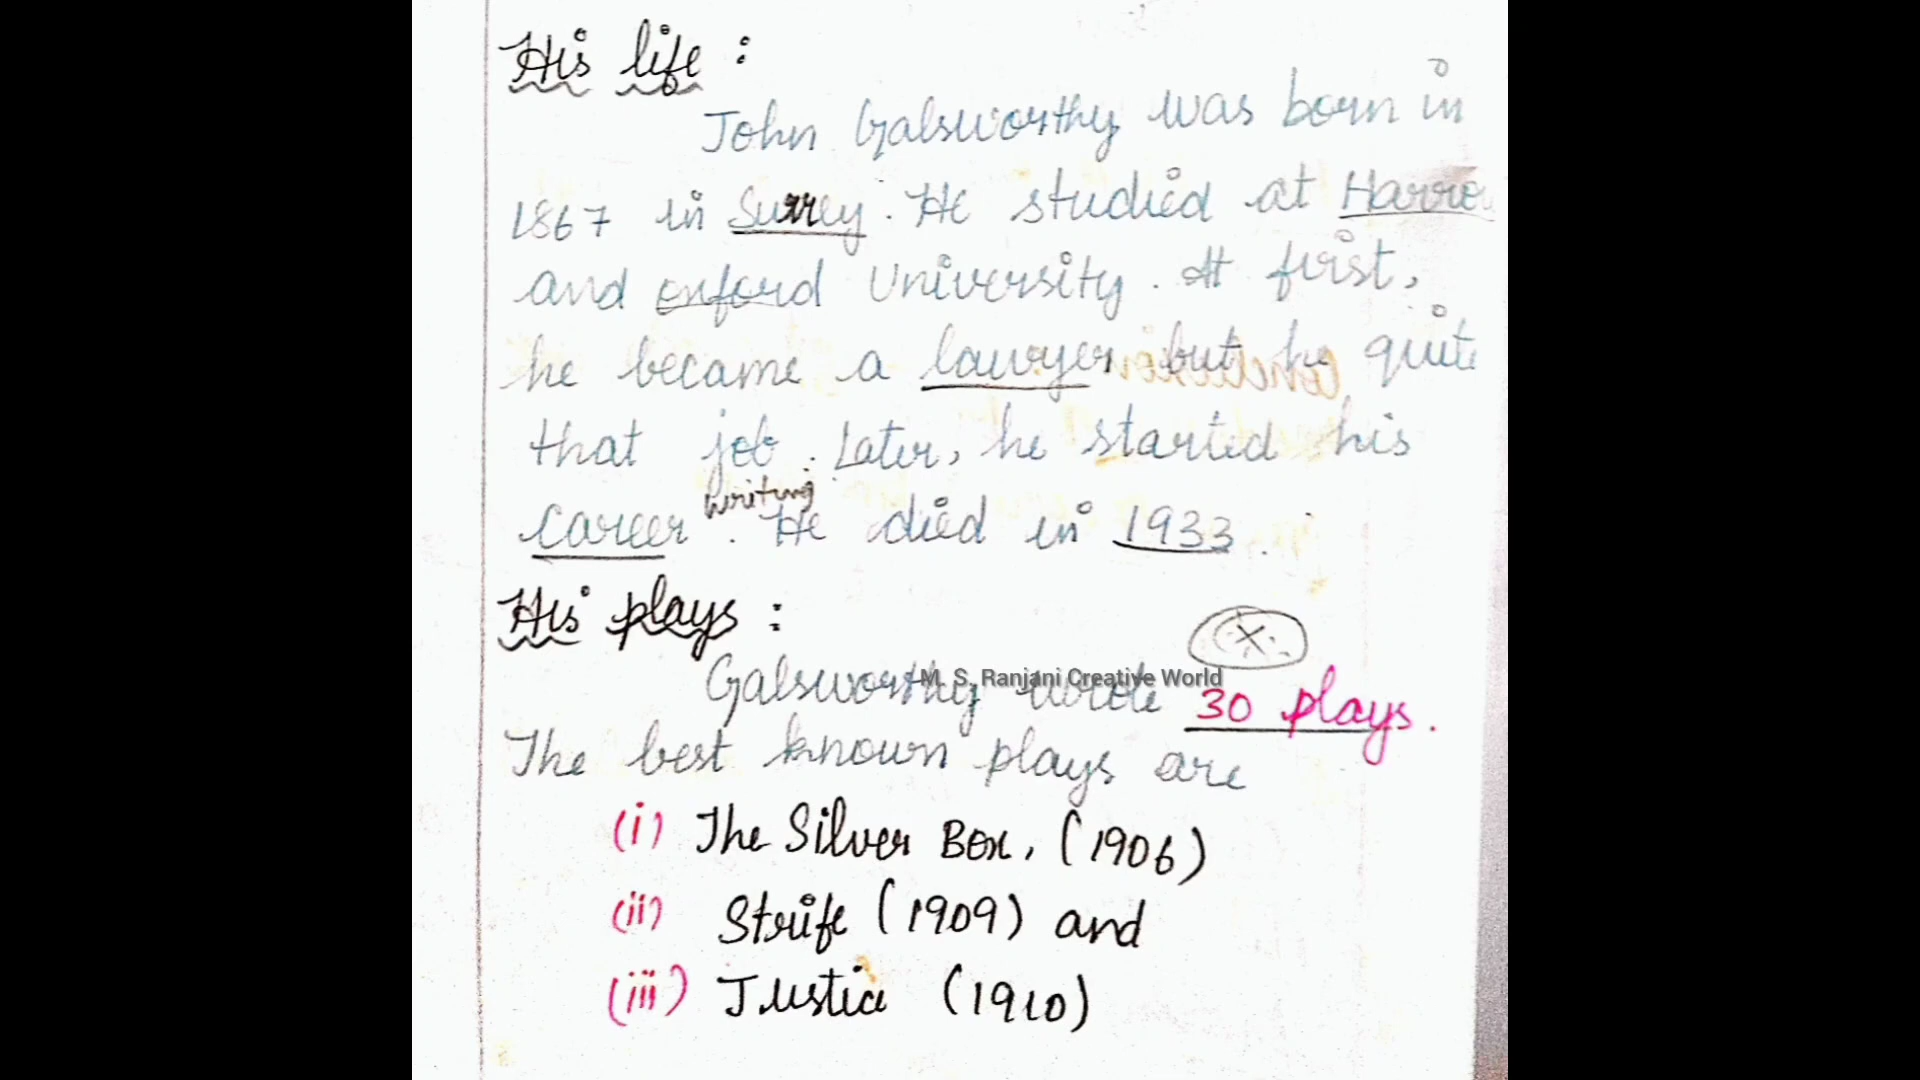 His life :
John Galsworthy was born in
1867 in Surrey. He studied at Harrow
and oxford University. At first,
he became a lawyer but he quite
that job. Later, he started his
writing
career. He died in 1933.
His plays :
X
Galsworthy wrote 30 plays.
M. S. Ranjani Creative World
The best known plays are
(i) The Silver Box, (1906)
(ii) Strife (1909) and
(iii) Justice (1910)